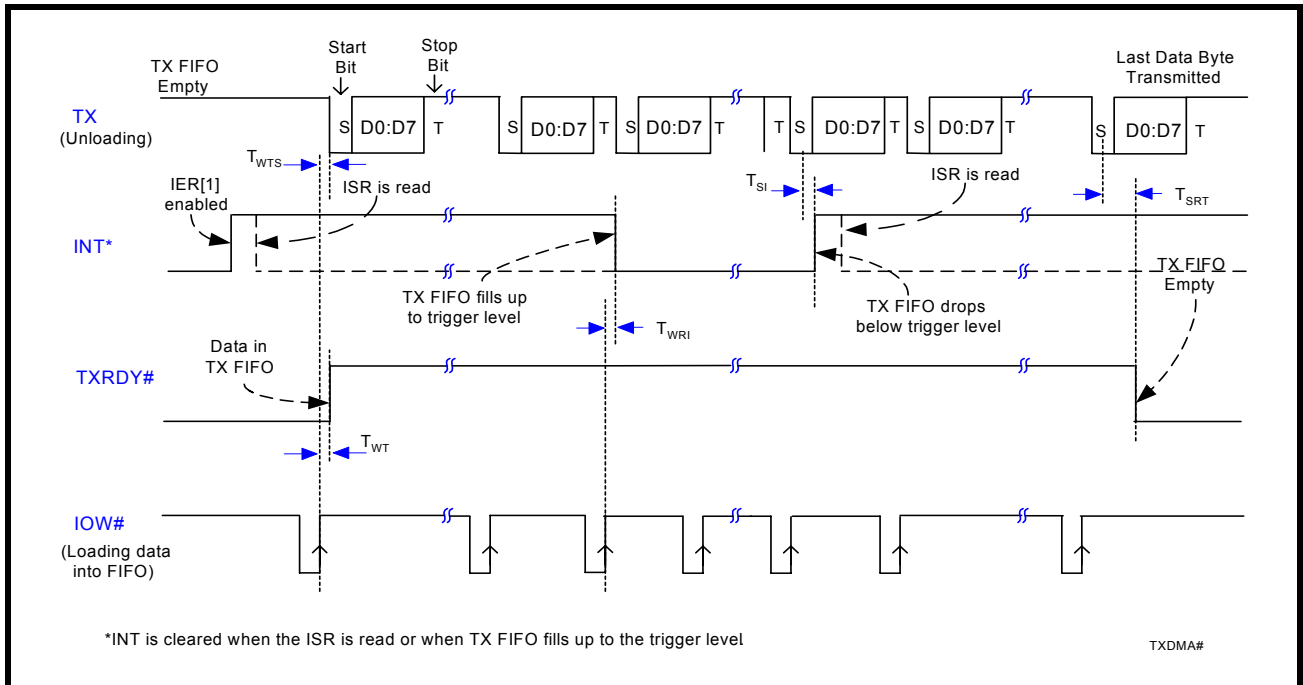 TX FIFO
Empty
Start
Bit
Stop
Bit
Last Data Byte
Transmitted
TX
(Unloading)
S D0:D7 T S D0:D7 T S D0:D7 T T S D0:D7 T S D0:D7 T S D0:D7 T
TWTS
IER[1]
enabled
ISR is read
TSI
ISR is read
TSRT
INT*
TX FIFO fills up
to trigger level
TWRI
TX FIFO drops
below trigger level
TX FIFO
Empty
Data in
TX FIFO
TXRDY#
TWT
IOW#
(Loading data
into FIFO)
*INT is cleared when the ISR is read or when TX FIFO fills up to the trigger level.
TXDMA#